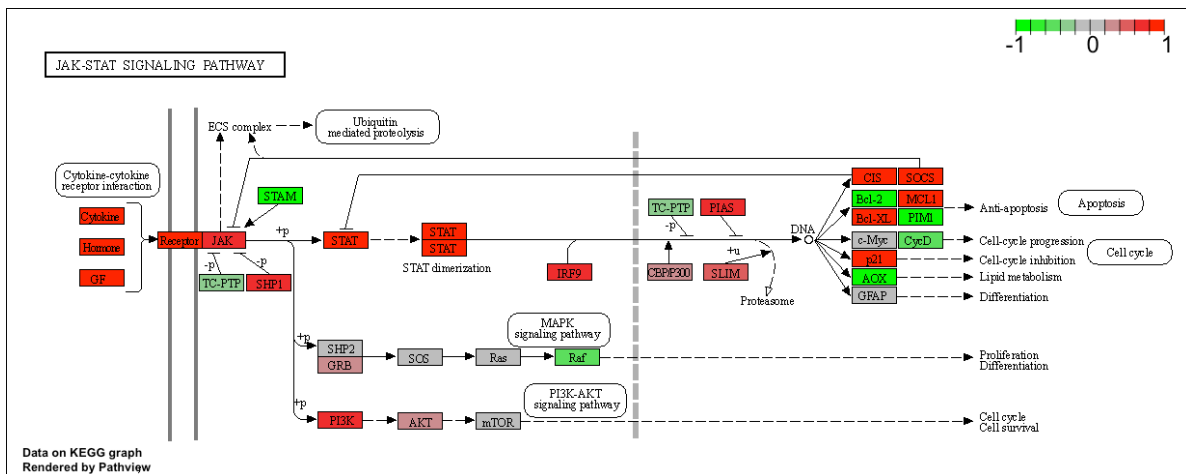 -1 0 1
JAK-STAT SIGNALING PATHWAY
ECS complex
Ubiquitin
mediated proteolysis
Cytokine-cytokine
receptor interaction
Cytokine
Hormone
GF
Receptor
JAK
STAM
+p
-p
-p
TC-PTP
SHP1
STAT
STAT
STAT
STAT dimerization
IRF9
TC-PTP
PIAS
-p
+u
CBP/P300
SLIM
Proteasome
DNA
CIS
SOCS
Bcl-2
MCL1
Bcl-XL
PIM1
Anti-apoptosis
Apoptosis
c-Myc
CycD
Cell-cycle progression
Cell cycle
p21
Cell-cycle inhibition
AOX
Lipid metabolism
GFAP
Differentiation
+p
SHP2
GRB
SOS
Ras
Raf
MAPK
signaling pathway
Proliferation
Differentiation
+p
PI3K
AKT
mTOR
PI3K-AKT
signaling pathway
Cell cycle
Cell survival
Data on KEGG graph
Rendered by Pathview